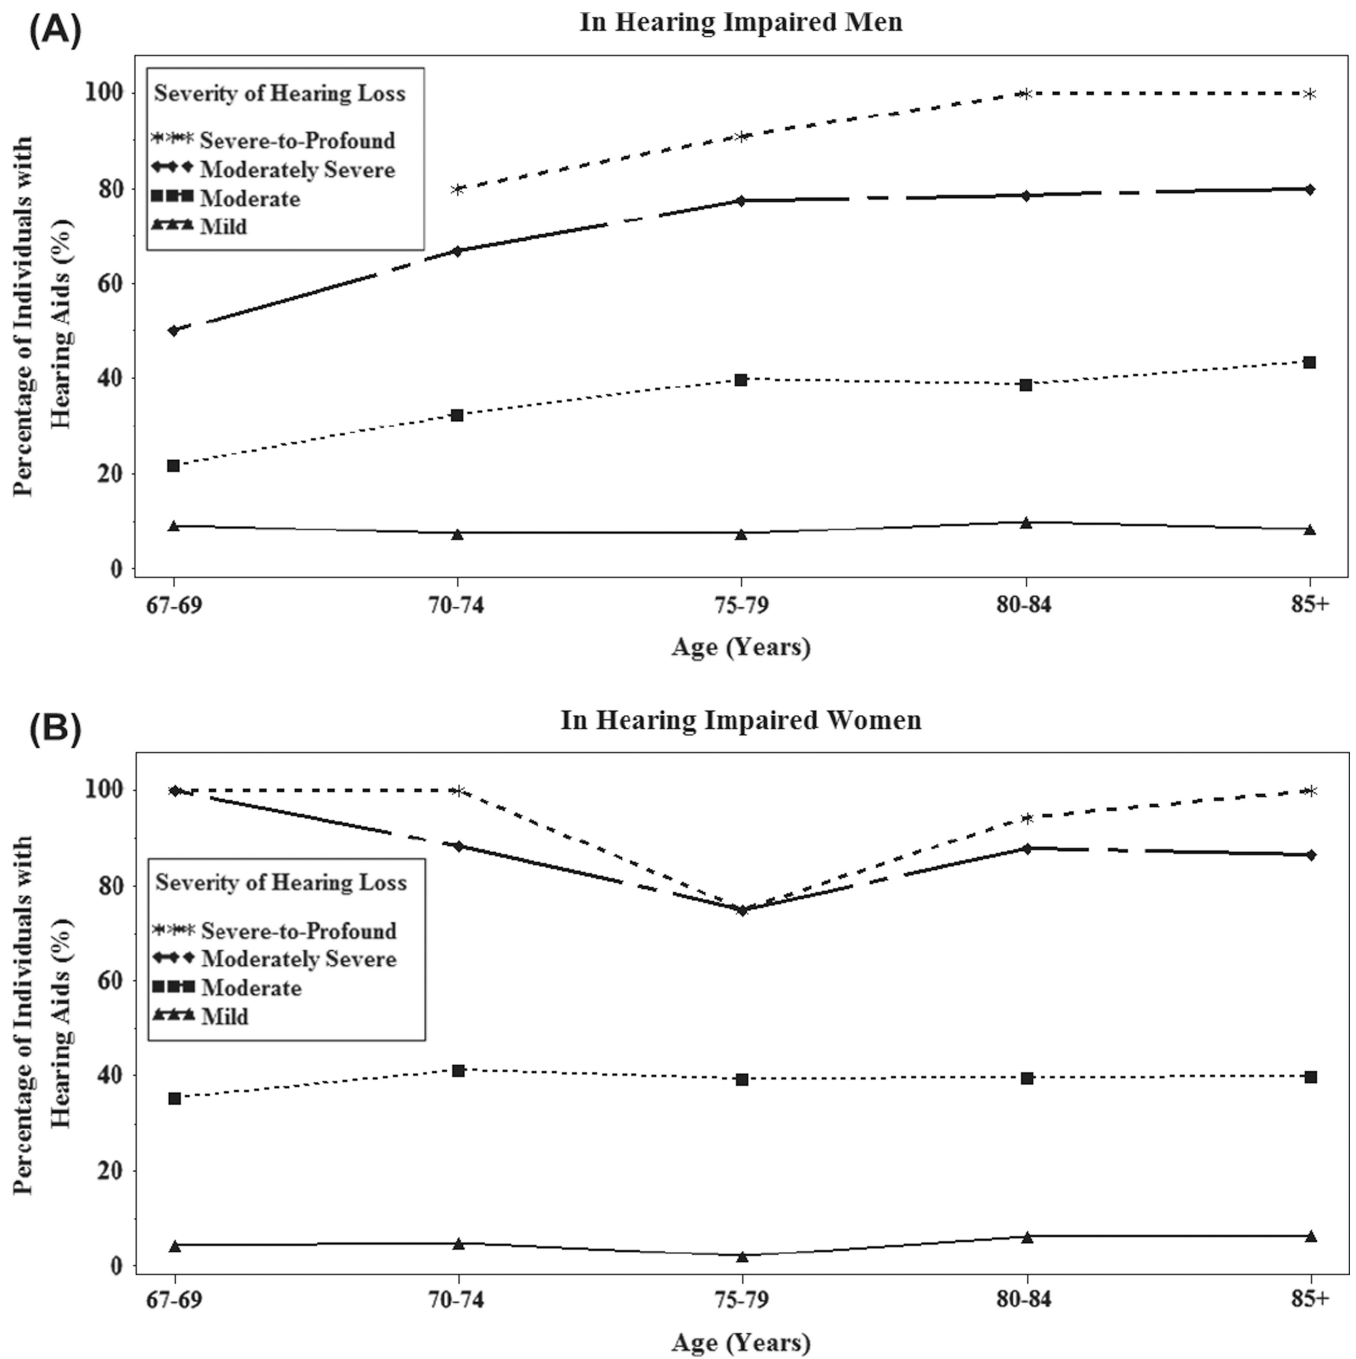 (A)
In Hearing Impaired Men
Percentage of Individuals with
Hearing Aids (%)
100
80
60
40
20
0
Severity of Hearing Loss
Severe-to-Profound
Moderately Severe
Moderate
Mild
67-69 70-74 75-79 80-84 85+
Age (Years)
(B)
In Hearing Impaired Women
Percentage of Individuals with
Hearing Aids (%)
100
80
60
40
20
0
Severity of Hearing Loss
Severe-to-Profound
Moderately Severe
Moderate
Mild
67-69 70-74 75-79 80-84 85+
Age (Years)